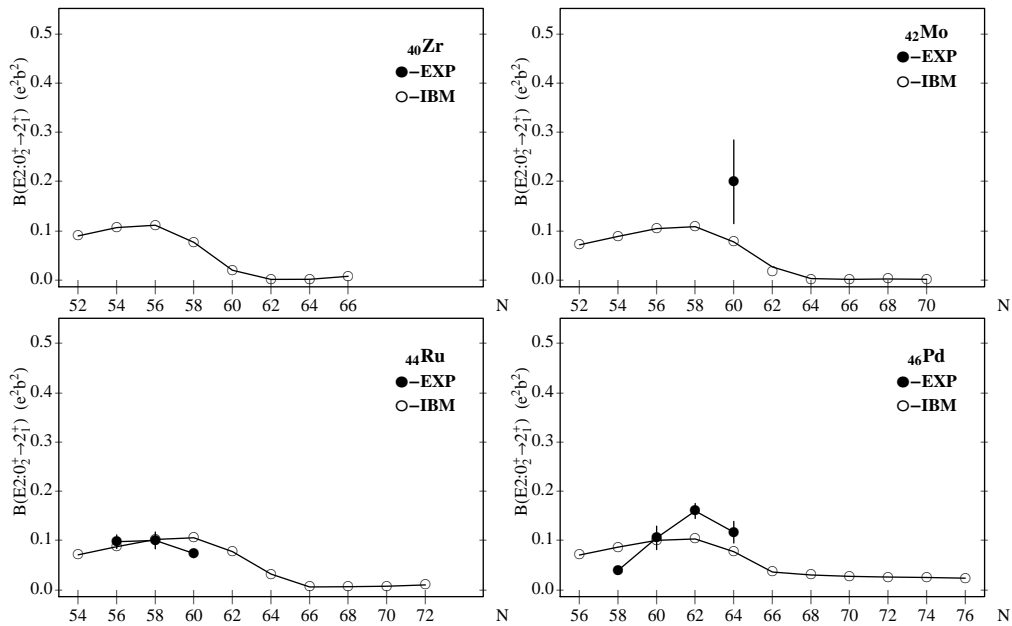 ₄₀Zr
●–EXP
○–IBM
B(E2:0₂⁺→2₁⁺) (e²b²)
0.5
0.4
0.3
0.2
0.1
0.0
52 54 56 58 60 62 64 66 N
₄₂Mo
●–EXP
○–IBM
B(E2:0₂⁺→2₁⁺) (e²b²)
0.5
0.4
0.3
0.2
0.1
0.0
52 54 56 58 60 62 64 66 68 70 N
₄₄Ru
●–EXP
○–IBM
B(E2:0₂⁺→2₁⁺) (e²b²)
0.5
0.4
0.3
0.2
0.1
0.0
54 56 58 60 62 64 66 68 70 72 N
₄₆Pd
●–EXP
○–IBM
B(E2:0₂⁺→2₁⁺) (e²b²)
0.5
0.4
0.3
0.2
0.1
0.0
56 58 60 62 64 66 68 70 72 74 76 N